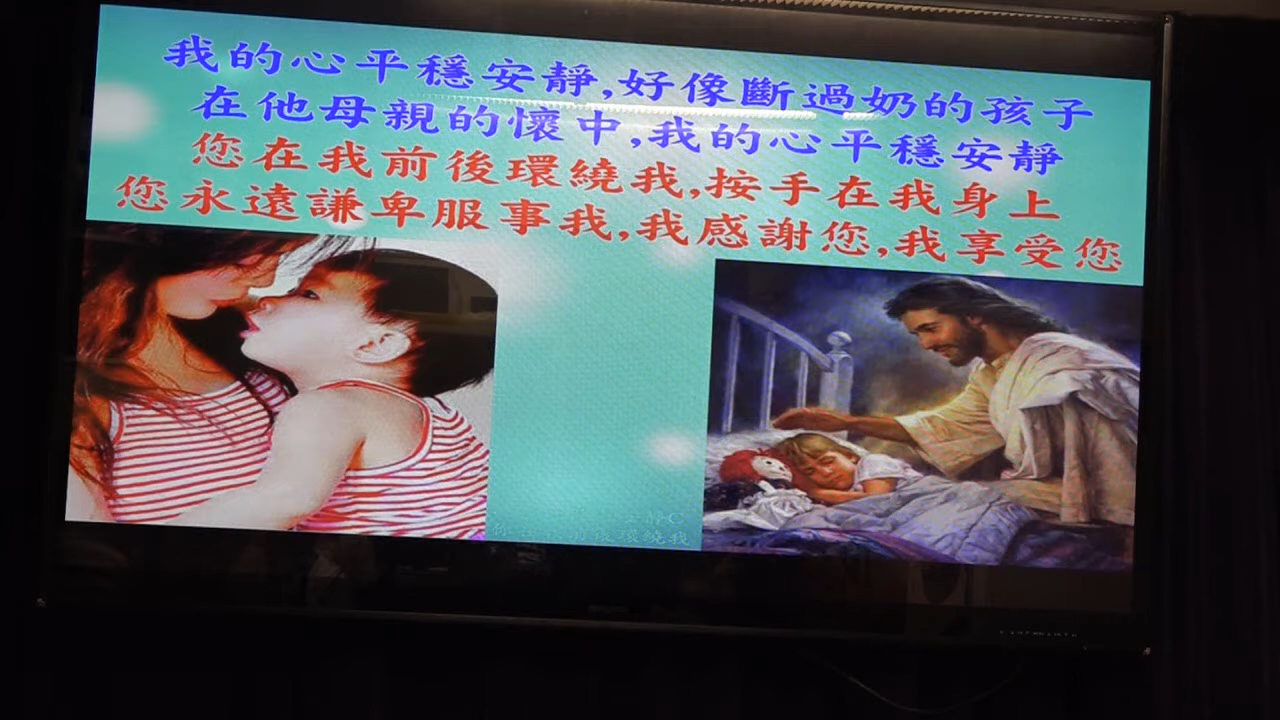 我的心平穩安靜,好像斷過奶的孩子
在他母親的懷中,我的心平穩安靜
您在我前後環繞我,按手在我身上
您永遠謙卑服事我,我感謝您,我享受您
環繞我